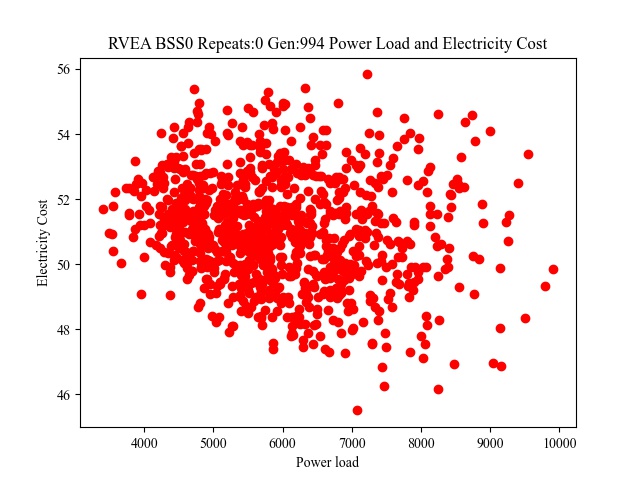 RVEA BSS0 Repeats:0 Gen:994 Power Load and Electricity Cost
56
54
52
50
48
46
Electricity Cost
4000 5000 6000 7000 8000 9000 10000
Power load